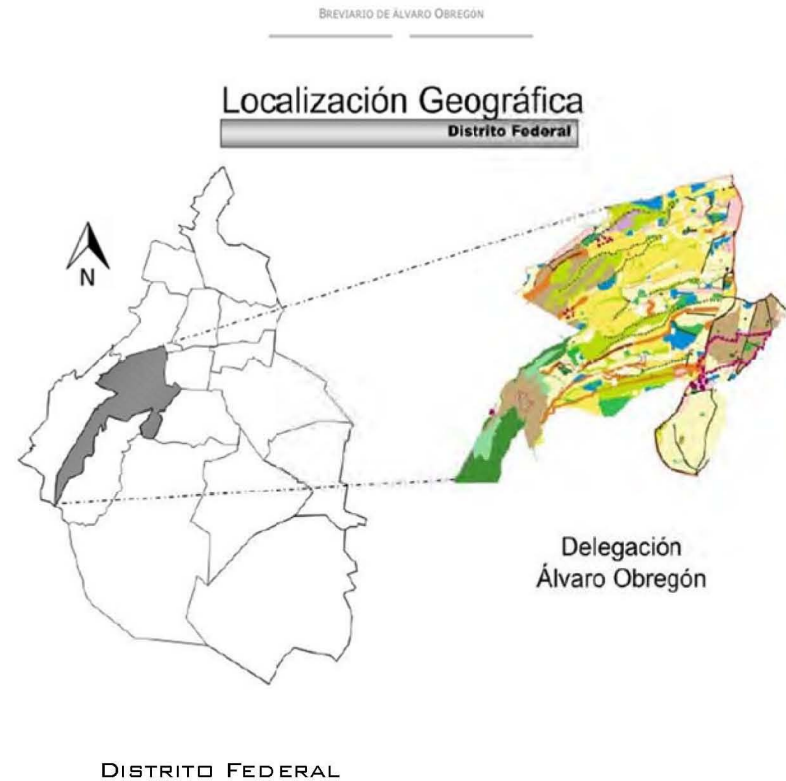 BREVIARIO DE ÁLVARO OBREGÓN
Localización Geográfica
Distrito Federal
N
Delegación
Álvaro Obregón
DISTRITO FEDERAL